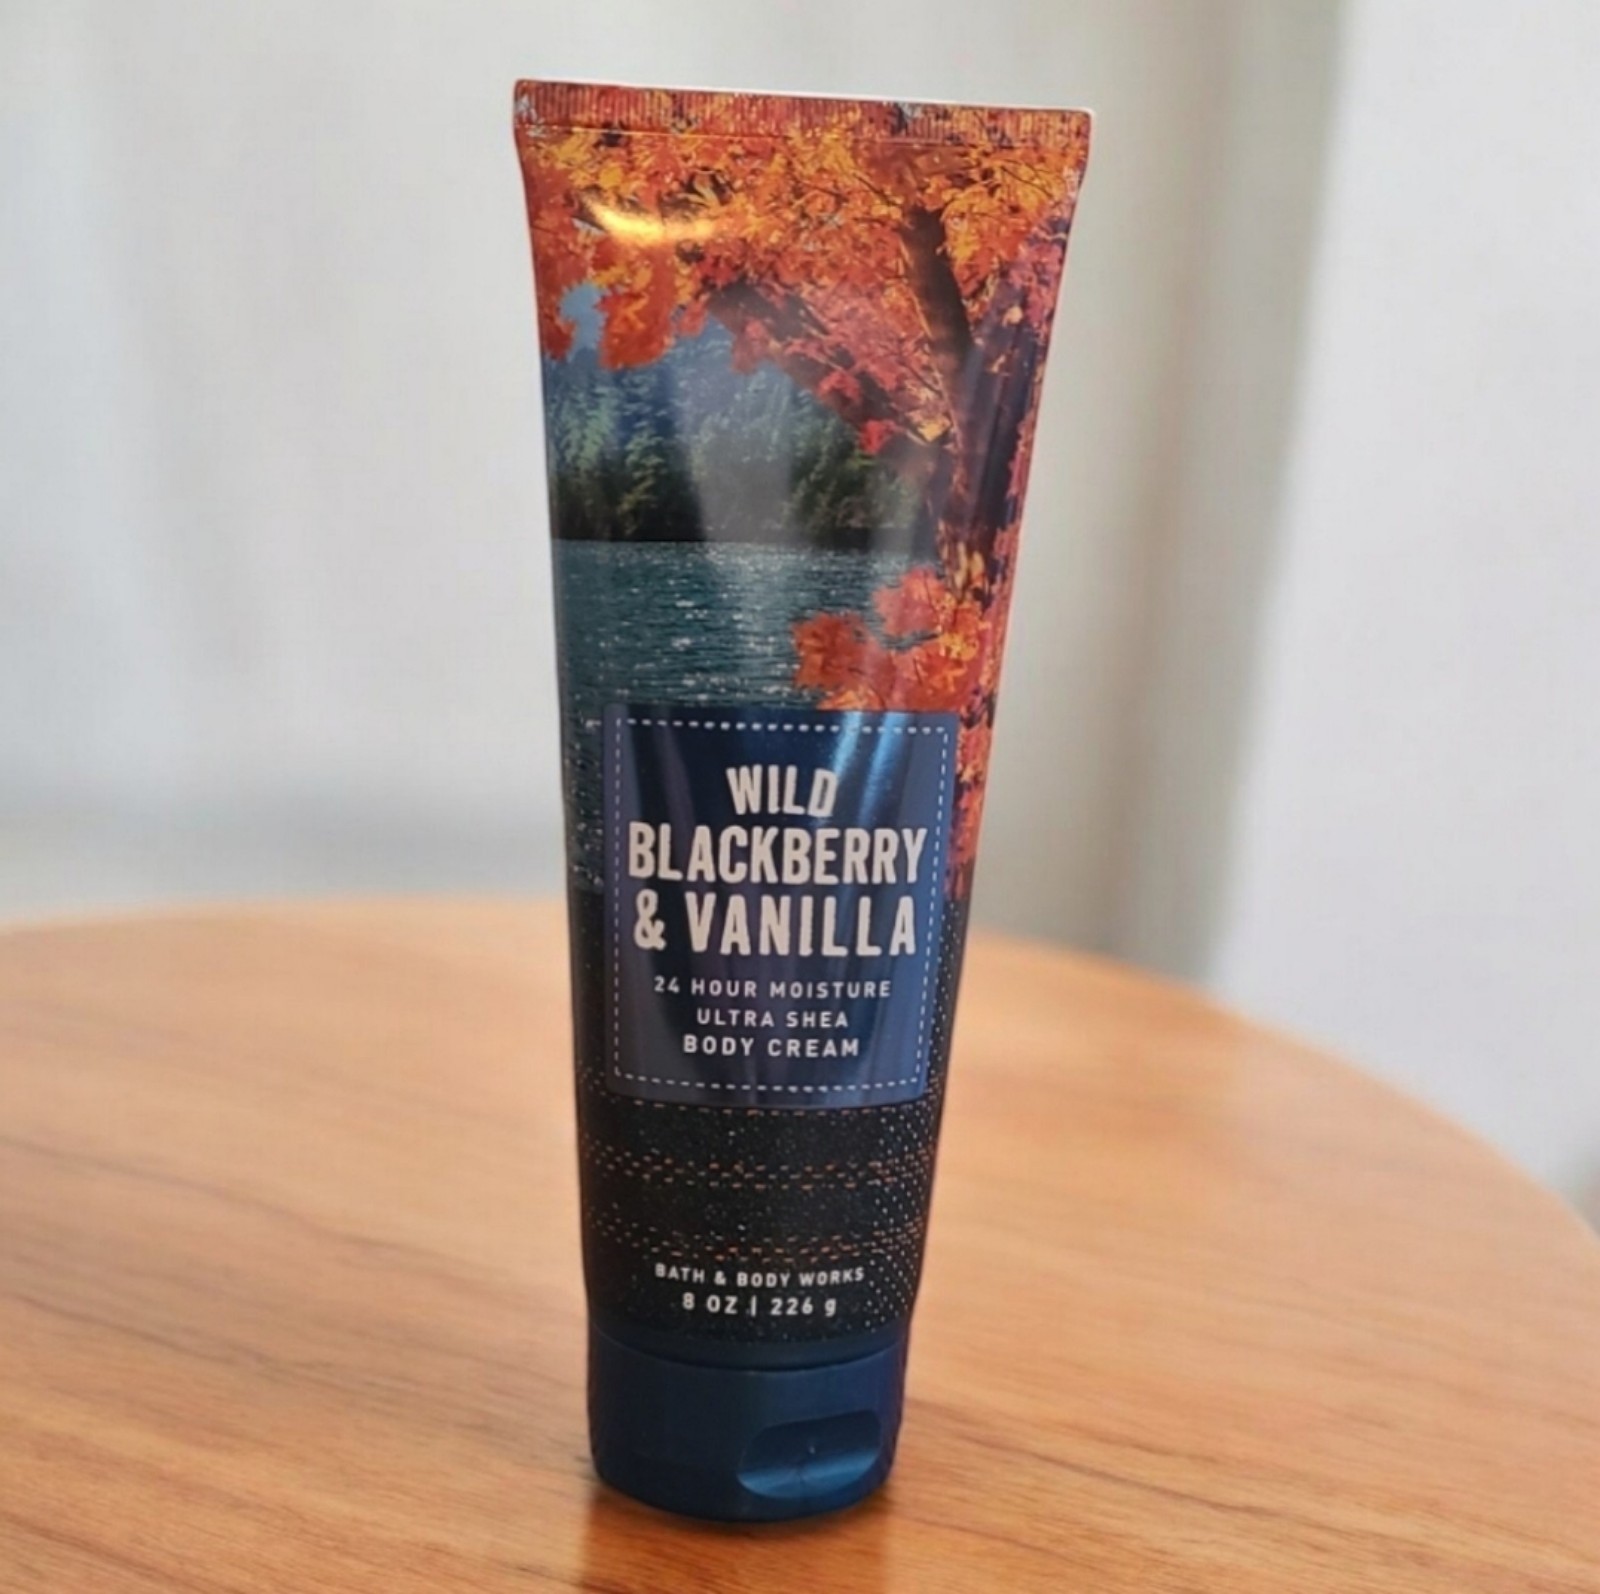 WILD
BLACKBERRY
& VANILLA
24 HOUR MOISTURE
ULTRA SHEA
BODY CREAM
BATH & BODY WORKS
8 OZ | 226 g